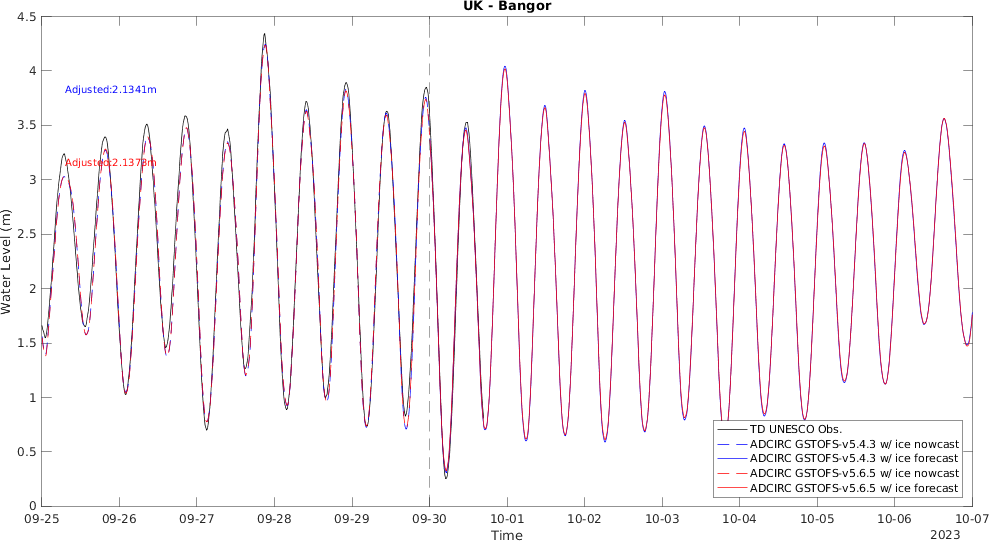 UK - Bangor
4.5
4
3.5
3
2.5
2
1.5
1
0.5
0
Water Level (m)
Adjusted:2.1341m
Adjusted:2.1373m
TD UNESCO Obs.
ADCIRC GSTOFS-v5.4.3 w/ ice nowcast
ADCIRC GSTOFS-v5.4.3 w/ ice forecast
ADCIRC GSTOFS-v5.6.5 w/ ice nowcast
ADCIRC GSTOFS-v5.6.5 w/ ice forecast
09-25 09-26 09-27 09-28 09-29 09-30 10-01 10-02 10-03 10-04 10-05 10-06 10-07
Time
2023